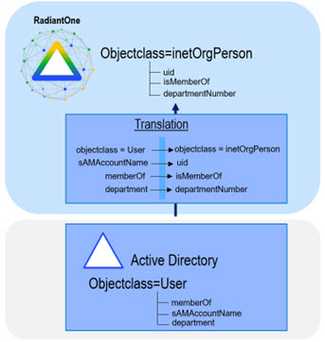 RadiantOne
Objectclass=inetOrgPerson
uid
isMemberOf
departmentNumber
Translation
objectclass = User objectclass = inetOrgPerson
sAMAccountName uid
memberOf isMemberOf
department departmentNumber
Active Directory
Objectclass=User
memberOf
sAMAccountName
department